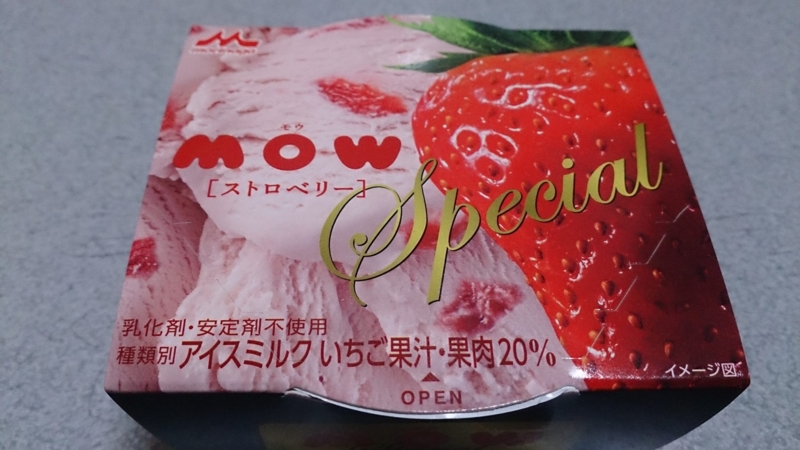 モウ
mow
[ストロベリー]
Special
乳化剤・安定剤不使用
種類別 アイスミルク いちご果汁・果肉20%
イメージ図
OPEN